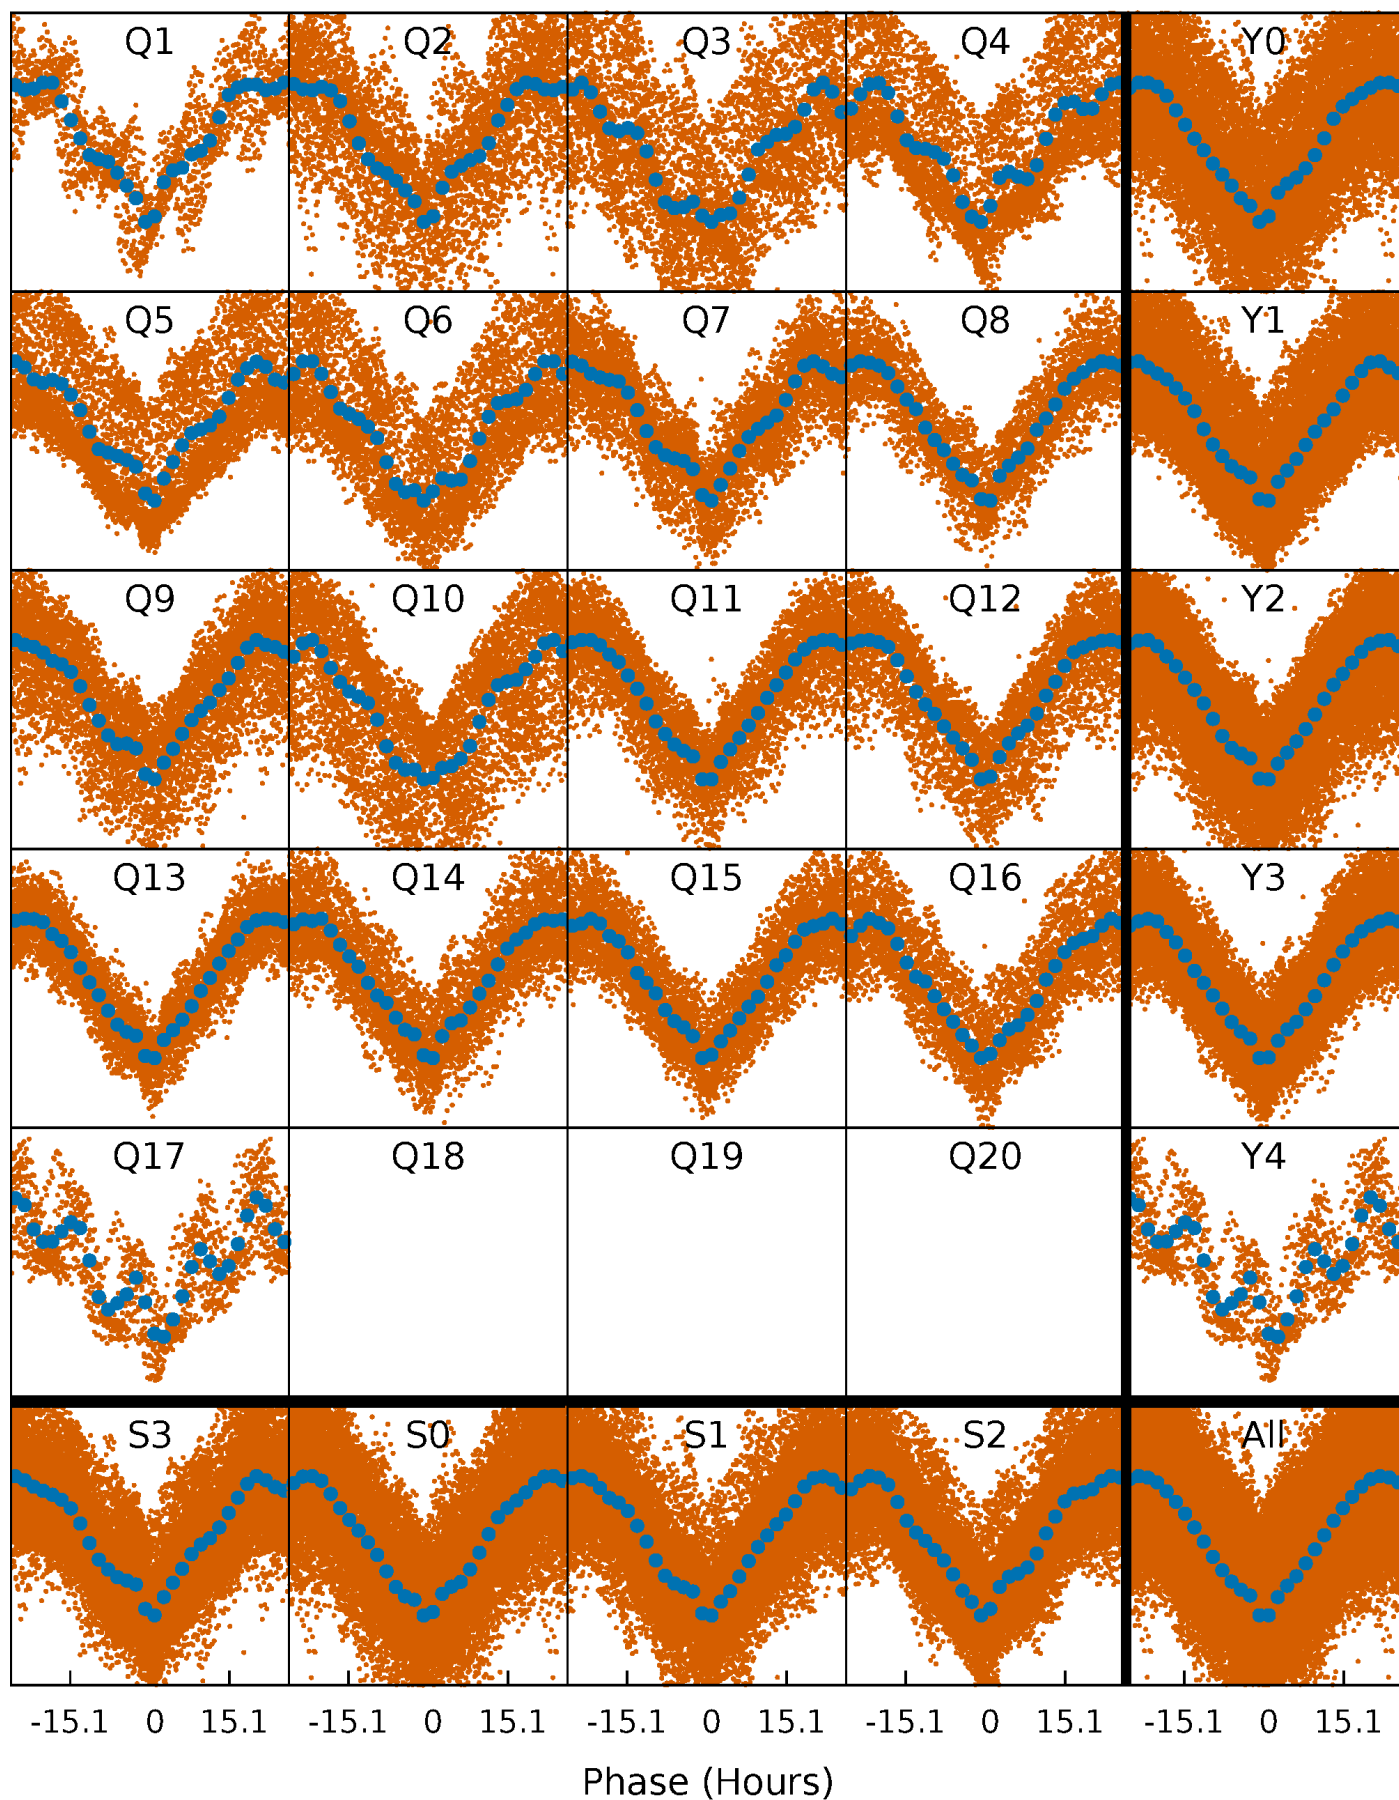 Q1 Q2 Q3 Q4 Y0
Q5 Q6 Q7 Q8 Y1
Q9 Q10 Q11 Q12 Y2
Q13 Q14 Q15 Q16 Y3
Q17 Q18 Q19 Q20 Y4
S3 S0 S1 S2 All
-15.1 0 15.1 -15.1 0 15.1 -15.1 0 15.1 -15.1 0 15.1 -15.1 0 15.1
Phase (Hours)